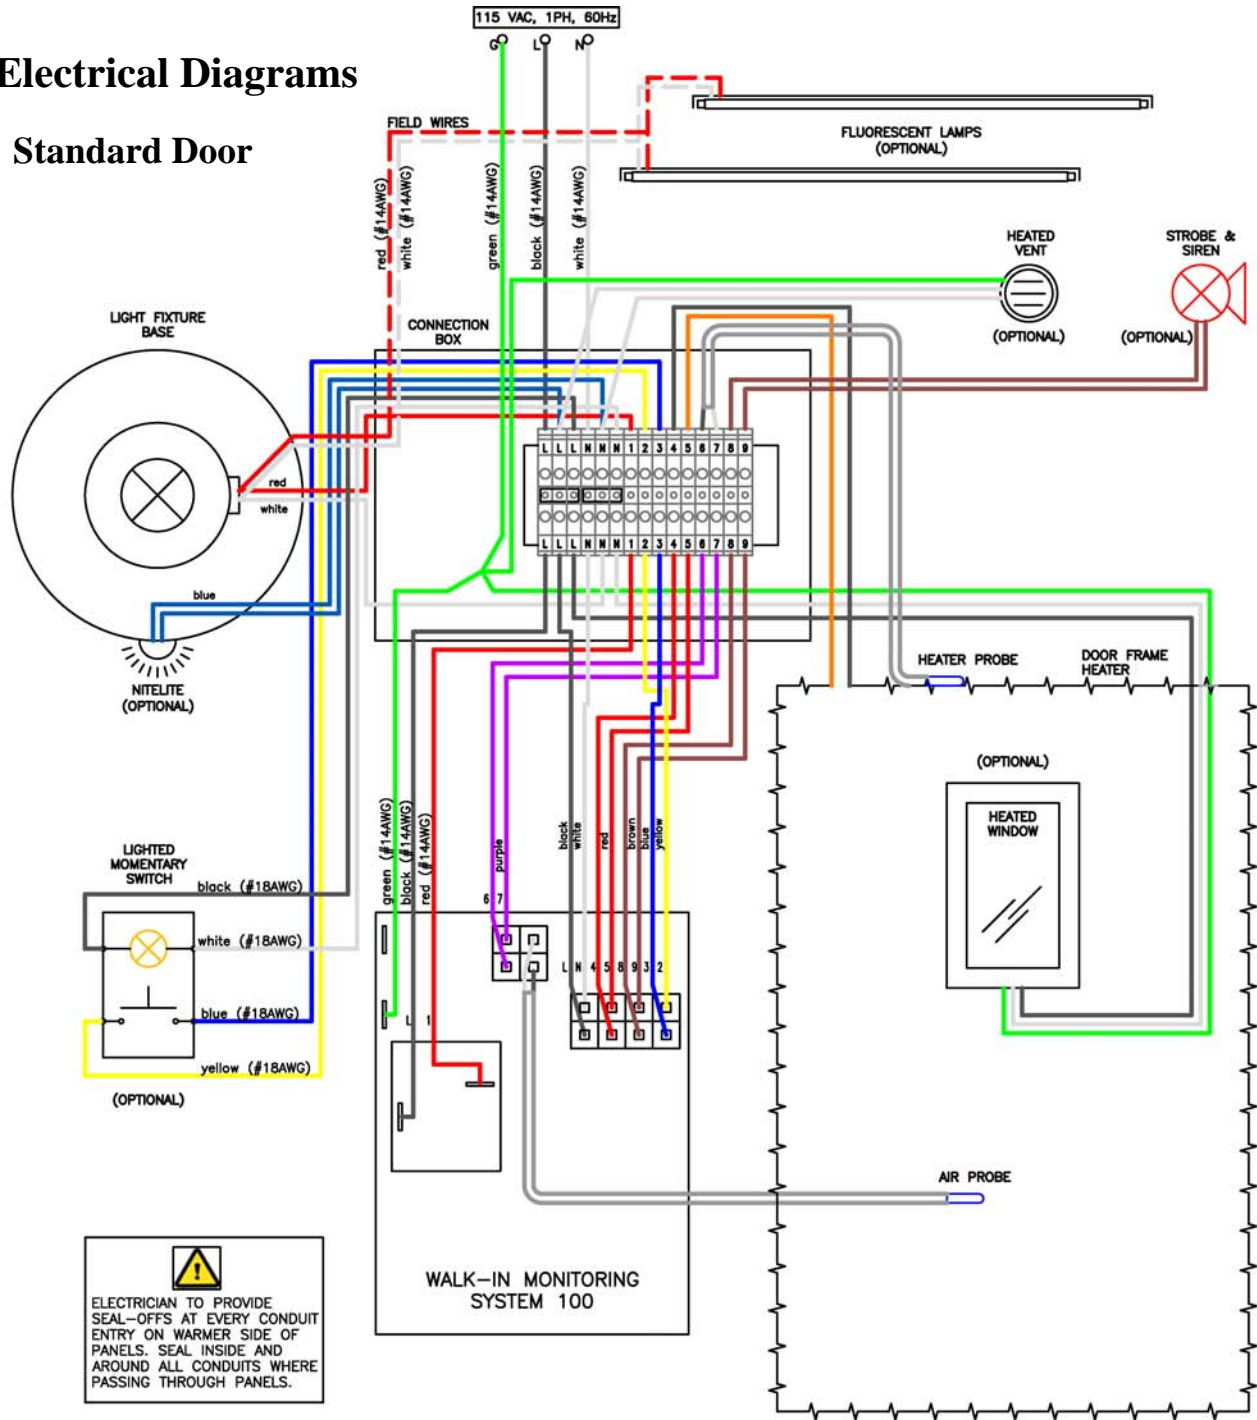 115 VAC, 1PH, 60Hz
G L N
Electrical Diagrams
Standard Door
FIELD WIRES
FLUORESCENT LAMPS
(OPTIONAL)
red (#14AWG)
white (#14AWG)
green (#14AWG)
black (#14AWG)
white (#14AWG)
HEATED
VENT
(OPTIONAL)
STROBE &
SIREN
(OPTIONAL)
LIGHT FIXTURE
BASE
CONNECTION
BOX
L L L N N N 1 2 3 4 5 6 7 8 9
red
white
L L L N N N 1 2 3 4 5 6 7 8 9
blue
NITELITE
(OPTIONAL)
HEATER PROBE
DOOR FRAME
HEATER
(OPTIONAL)
HEATED
WINDOW
green (#14AWG)
black (#14AWG)
red (#14AWG)
purple
black
white
red
brown
blue
yellow
LIGHTED
MOMENTARY
SWITCH
black (#18AWG)
white (#18AWG)
blue (#18AWG)
yellow (#18AWG)
(OPTIONAL)
6 7
L N 4 5 8 9 3 2
L 1
AIR PROBE
WALK-IN MONITORING
SYSTEM 100
!
ELECTRICIAN TO PROVIDE
SEAL-OFFS AT EVERY CONDUIT
ENTRY ON WARMER SIDE OF
PANELS. SEAL INSIDE AND
AROUND ALL CONDUITS WHERE
PASSING THROUGH PANELS.